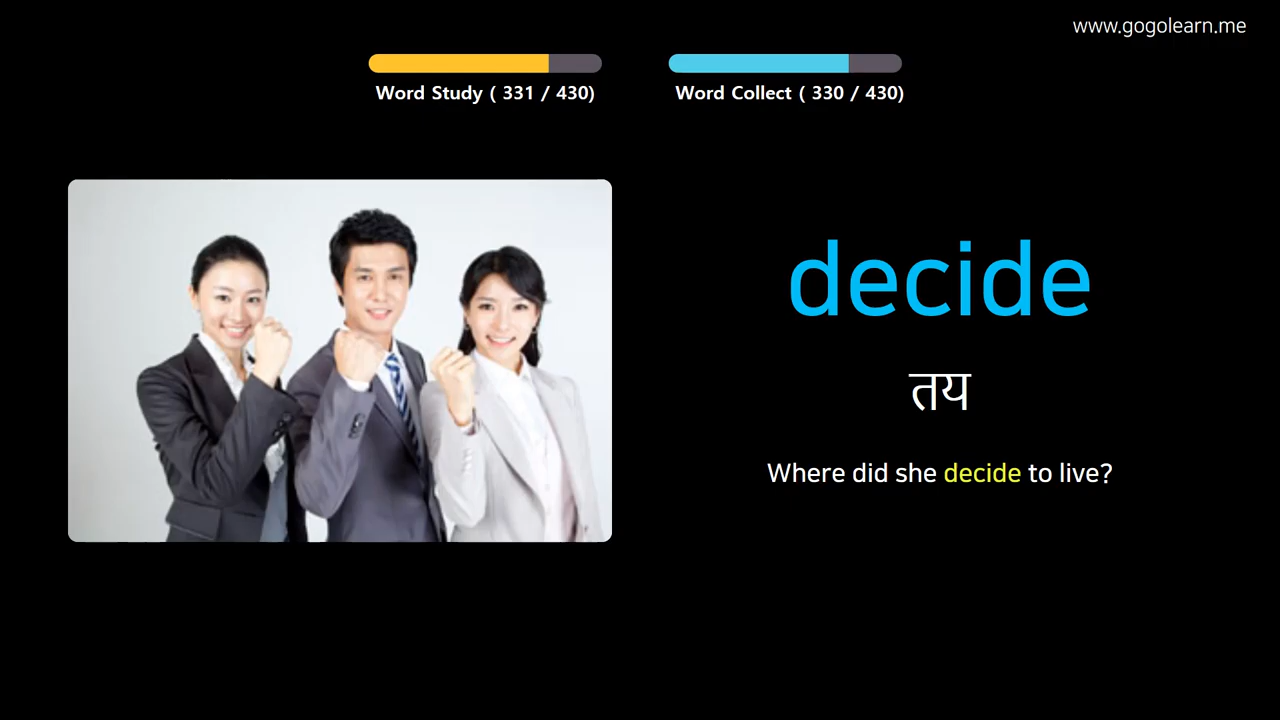 www.gogolearn.me
Word Study ( 331 / 430)
Word Collect ( 330 / 430)
decide
तय
Where did she decide to live?